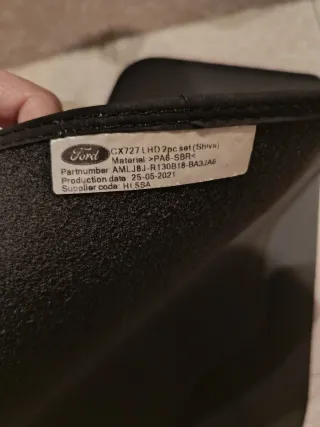 Ford
CX727 LHD 2pc set (Shiva)
Material >PA6-SBR<
Partnumber AMLJ8J-R130B18-BA3JA6
Production date 25-05-2021
Supplier code: HL5SA